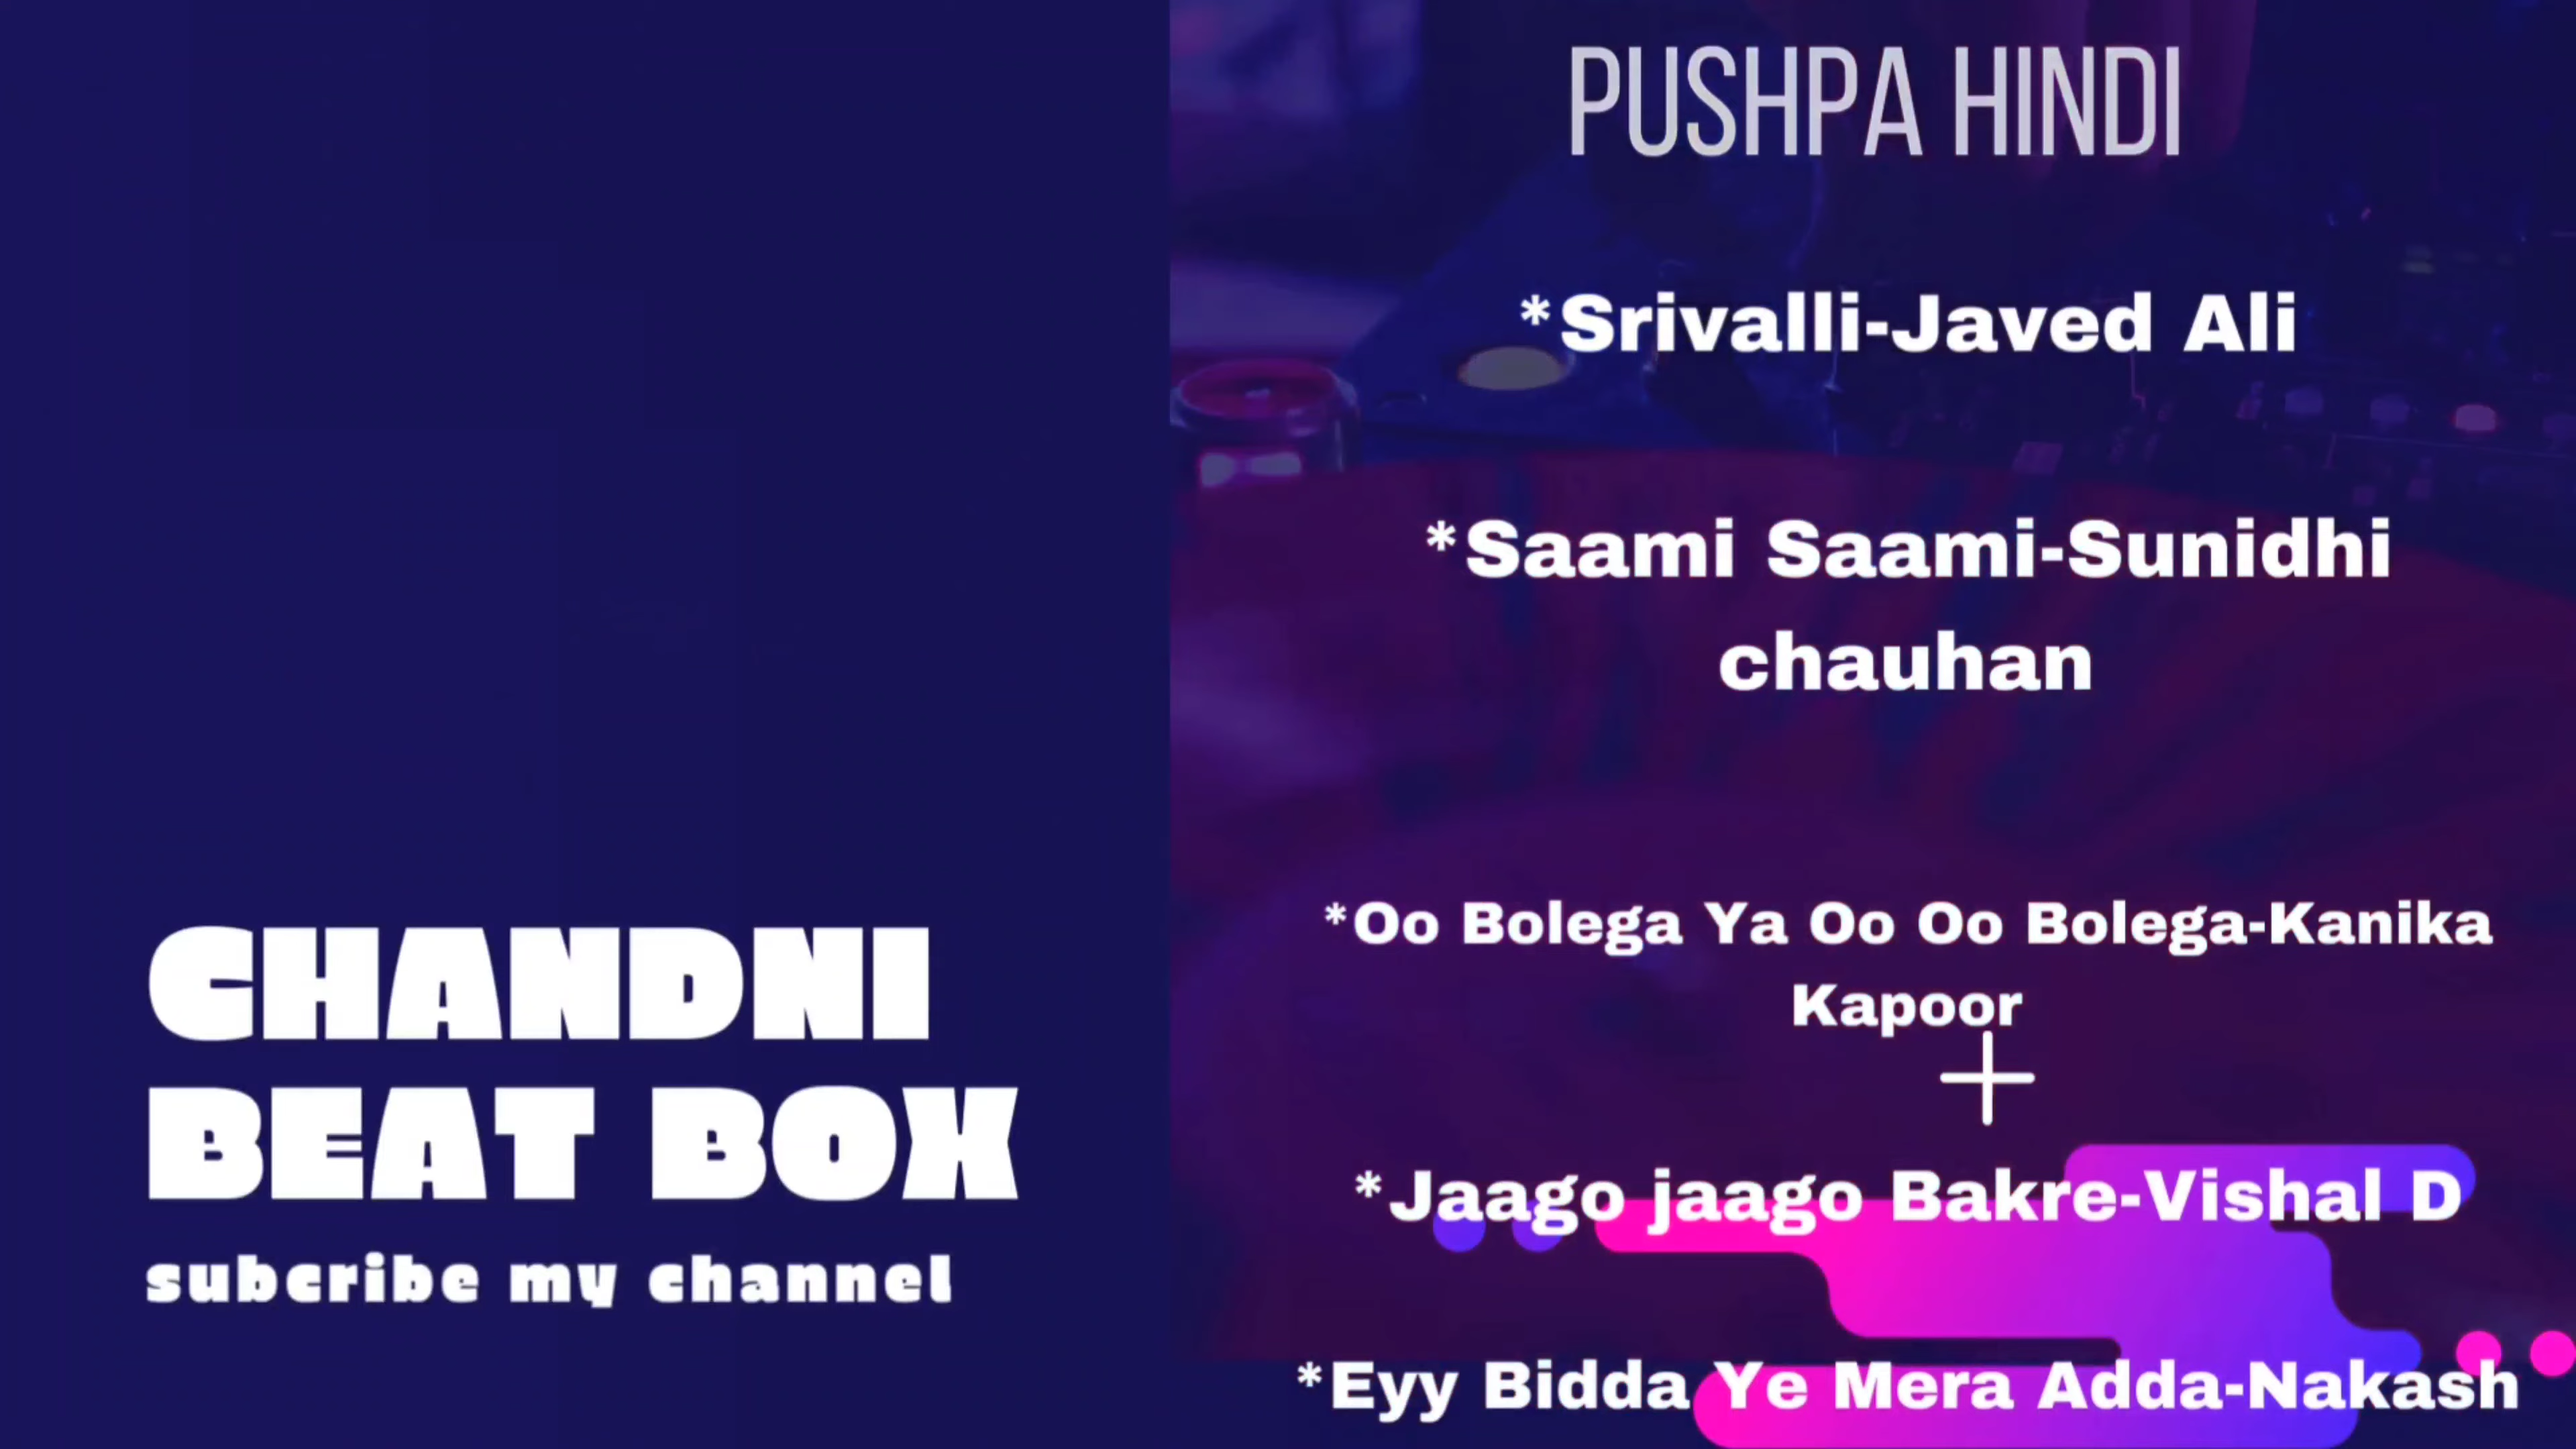 CHANDNI
BEAT BOX
subcribe my channel
PUSHPA HINDI
*Srivalli-Javed Ali
*Saami Saami-Sunidhi
chauhan
*Oo Bolega Ya Oo Oo Bolega-Kanika
Kapoor
*Jaago jaago Bakre-Vishal D
*Eyy Bidda Ye Mera Adda-Nakash